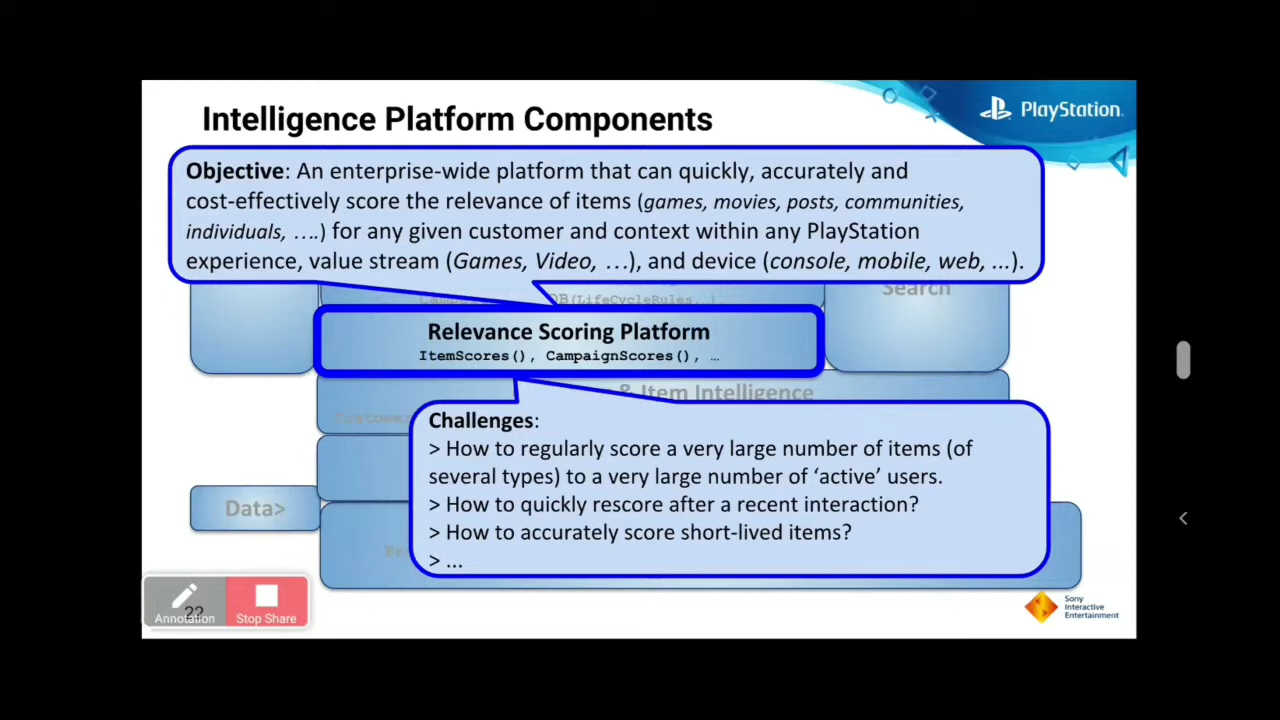 Intelligence Platform Components
PlayStation.
Objective: An enterprise-wide platform that can quickly, accurately and
cost-effectively score the relevance of items (games, movies, posts, communities,
individuals, ….) for any given customer and context within any PlayStation
experience, value stream (Games, Video, …), and device (console, mobile, web, ...).
DB(LifeCycleRules,
Search
Relevance Scoring Platform
ItemScores(), CampaignScores(), …
& Item Intelligence
Challenges:
> How to regularly score a very large number of items (of
several types) to a very large number of ‘active’ users.
> How to quickly rescore after a recent interaction?
> How to accurately score short-lived items?
> ...
Data>
22
Annotation
Stop Share
Sony
Interactive
Entertainment